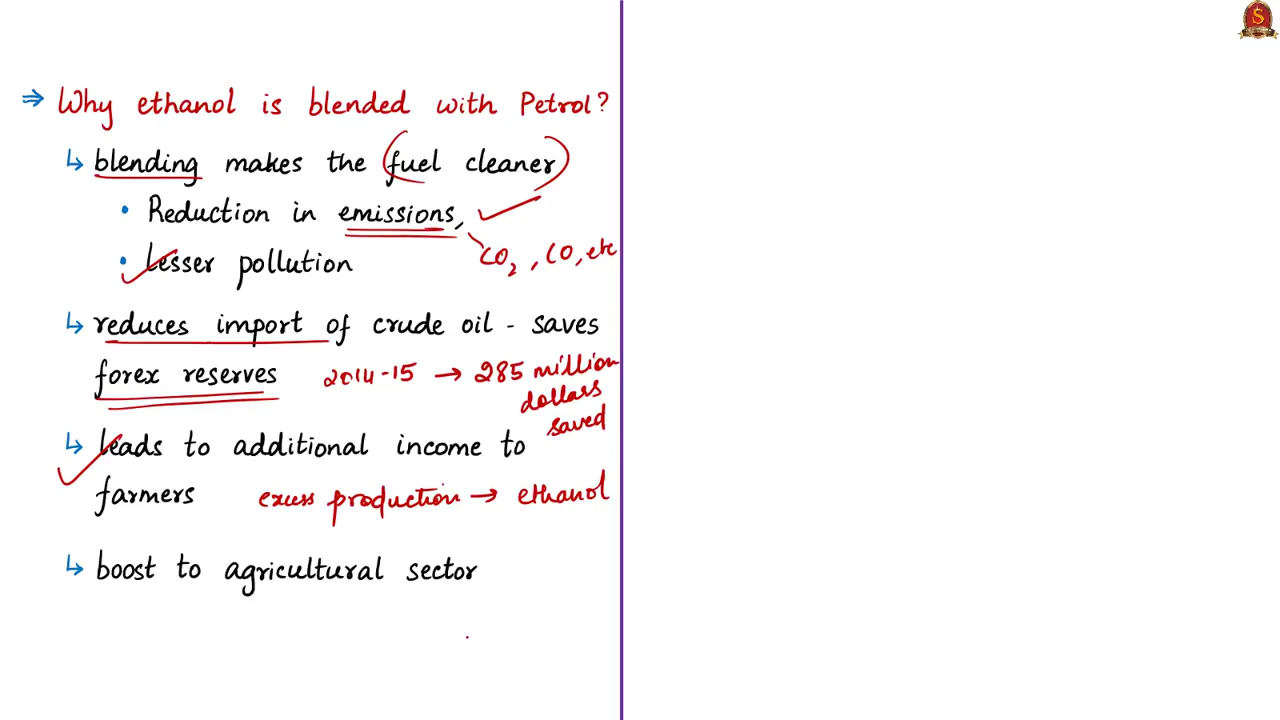 ⇒ Why ethanol is blended with Petrol?
↳ blending makes the (fuel cleaner)
• Reduction in emissions,
CO₂, CO, etc
• Lesser pollution
↳ reduces import of crude oil - saves
forex reserves 2014-15 → 285 million
dollars
saved
↳ leads to additional income to
farmers excess production → ethanol
↳ boost to agricultural sector
S